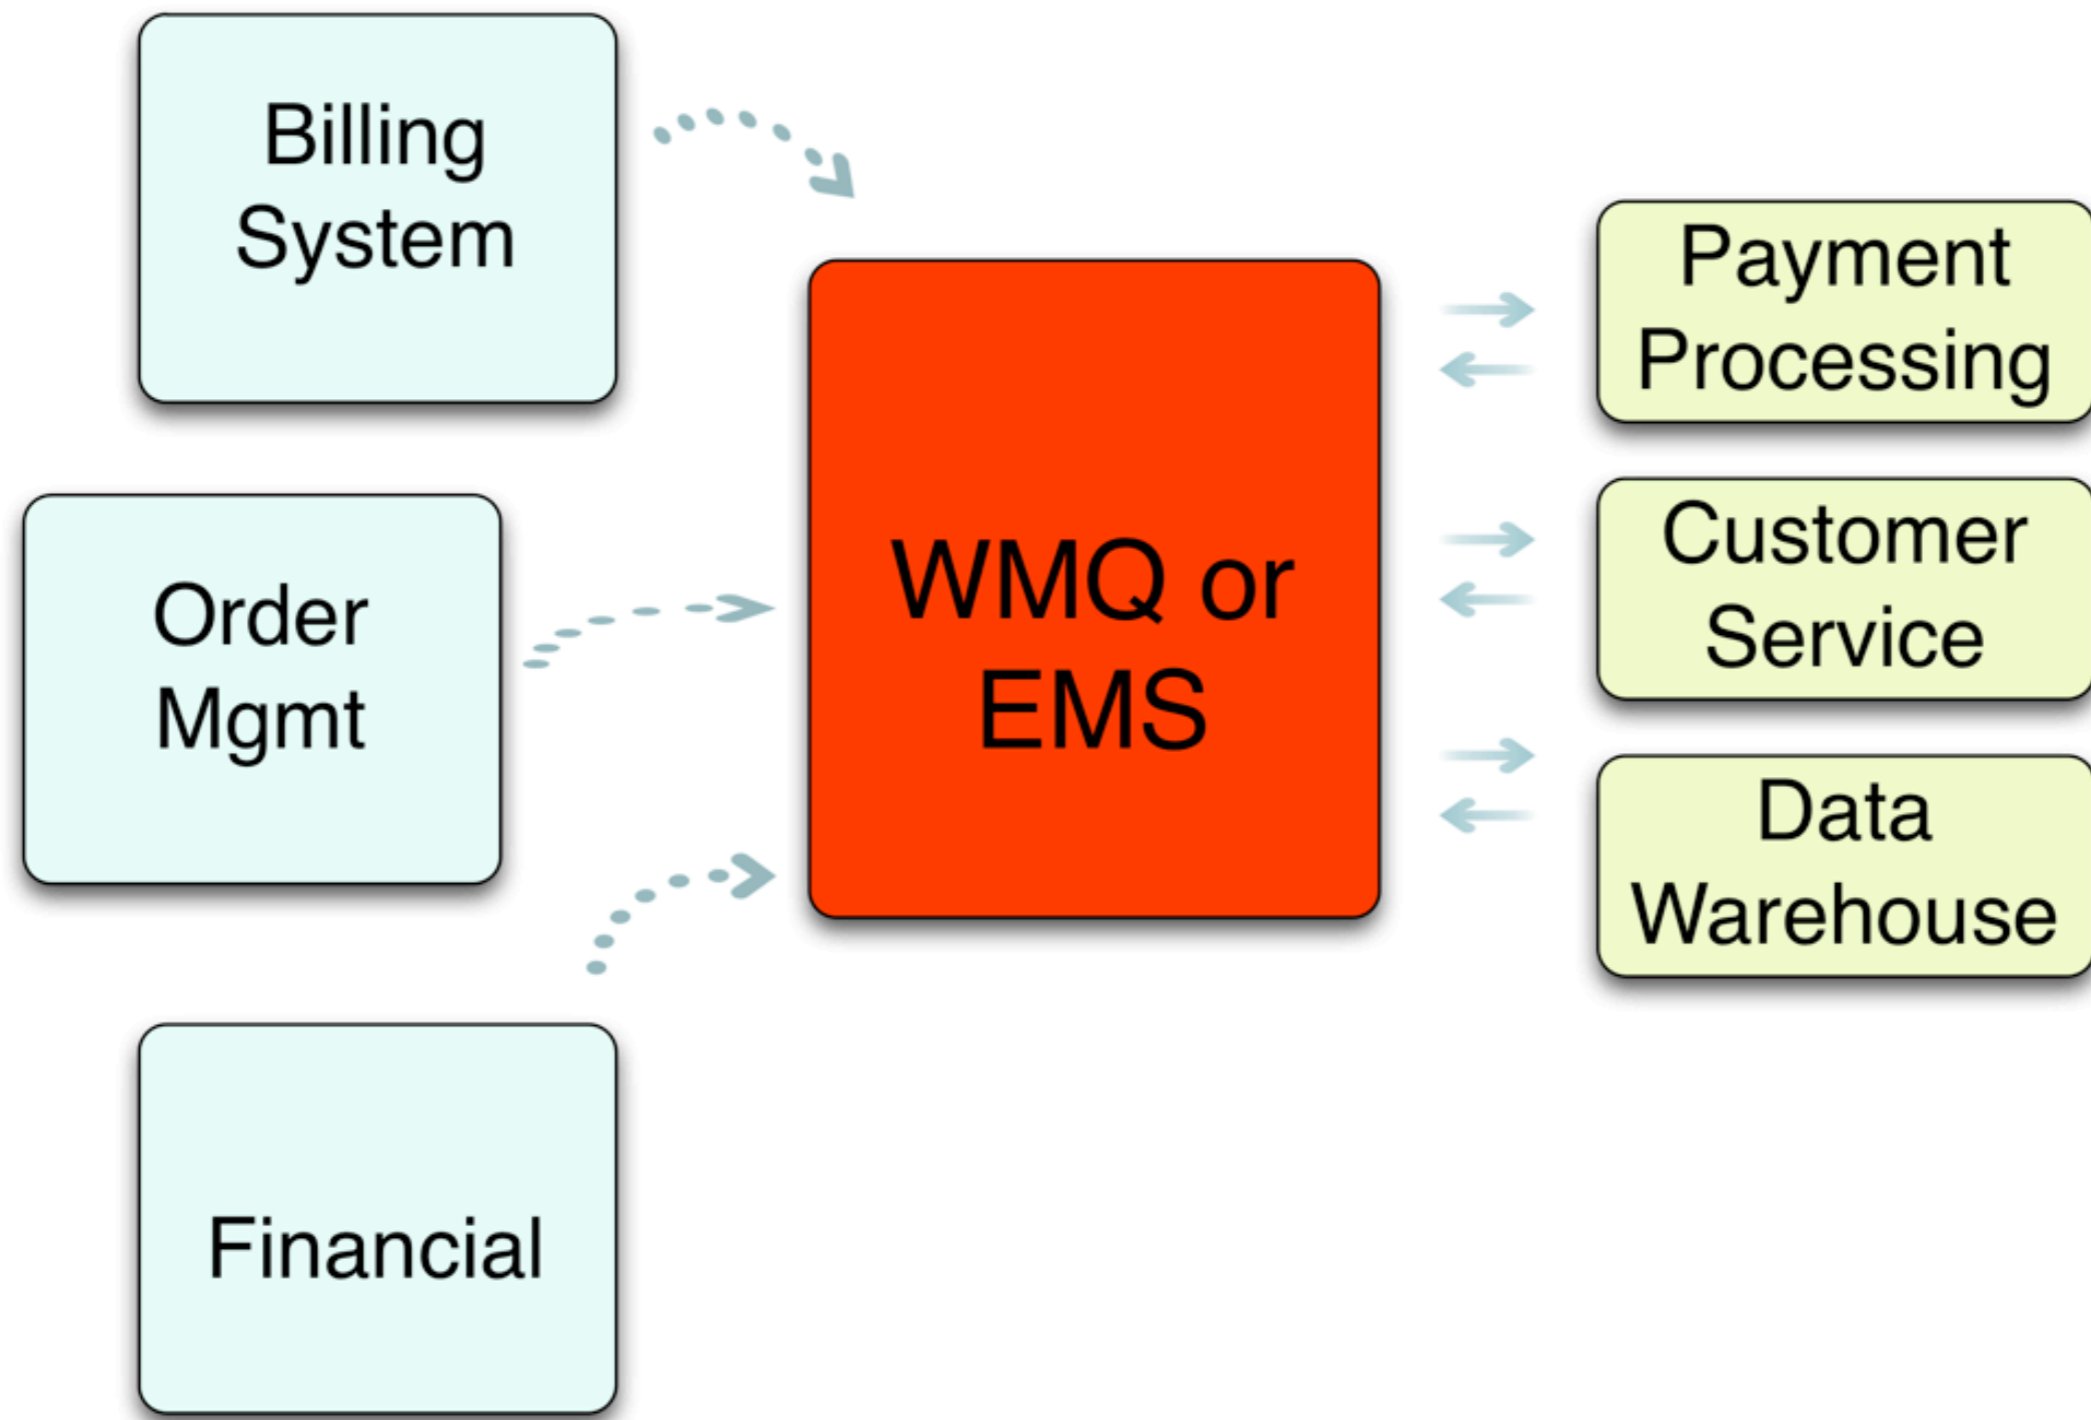 Billing
System
Order
Mgmt
Financial
WMQ or
EMS
Payment
Processing
Customer
Service
Data
Warehouse